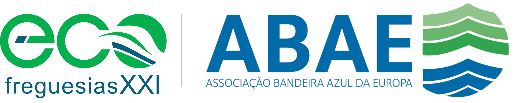 eco
freguesiasXXI
ABAE
ASSOCIAÇÃO BANDEIRA AZUL DA EUROPA